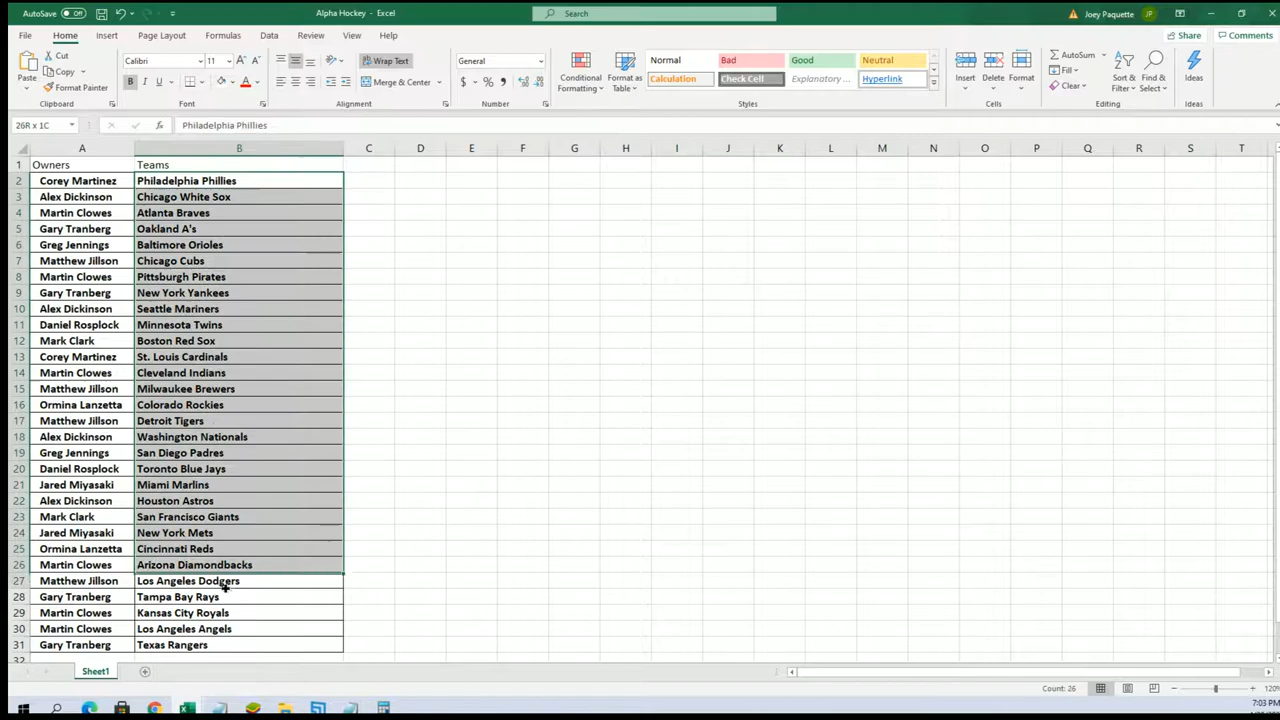 AutoSave Off Alpha Hockey - Excel Search Joey Paquette JP
File Home Insert Page Layout Formulas Data Review View Help Share Comments
Paste Cut Copy Format Painter Clipboard
Calibri 11 A A B I U A Font
Wrap Text Merge & Center Alignment
General $ % Number
Conditional Formatting Format as Table
Normal Bad Good Neutral
Calculation Check Cell Explanatory ... Hyperlink
Styles
Insert Delete Format Cells
AutoSum Fill Clear Sort & Filter Find & Select Editing
Ideas Ideas
26R x 1C fx Philadelphia Phillies
A B C D E F G H I J K L M N O P Q R S T
1 Owners Teams
2 Corey Martinez Philadelphia Phillies
3 Alex Dickinson Chicago White Sox
4 Martin Clowes Atlanta Braves
5 Gary Tranberg Oakland A's
6 Greg Jennings Baltimore Orioles
7 Matthew Jillson Chicago Cubs
8 Martin Clowes Pittsburgh Pirates
9 Gary Tranberg New York Yankees
10 Alex Dickinson Seattle Mariners
11 Daniel Rosplock Minnesota Twins
12 Mark Clark Boston Red Sox
13 Corey Martinez St. Louis Cardinals
14 Martin Clowes Cleveland Indians
15 Matthew Jillson Milwaukee Brewers
16 Ormina Lanzetta Colorado Rockies
17 Matthew Jillson Detroit Tigers
18 Alex Dickinson Washington Nationals
19 Greg Jennings San Diego Padres
20 Daniel Rosplock Toronto Blue Jays
21 Jared Miyasaki Miami Marlins
22 Alex Dickinson Houston Astros
23 Mark Clark San Francisco Giants
24 Jared Miyasaki New York Mets
25 Ormina Lanzetta Cincinnati Reds
26 Martin Clowes Arizona Diamondbacks
27 Matthew Jillson Los Angeles Dodgers
28 Gary Tranberg Tampa Bay Rays
29 Martin Clowes Kansas City Royals
30 Martin Clowes Los Angeles Angels
31 Gary Tranberg Texas Rangers
32
Sheet1
Count: 26 120%
7:03 PM